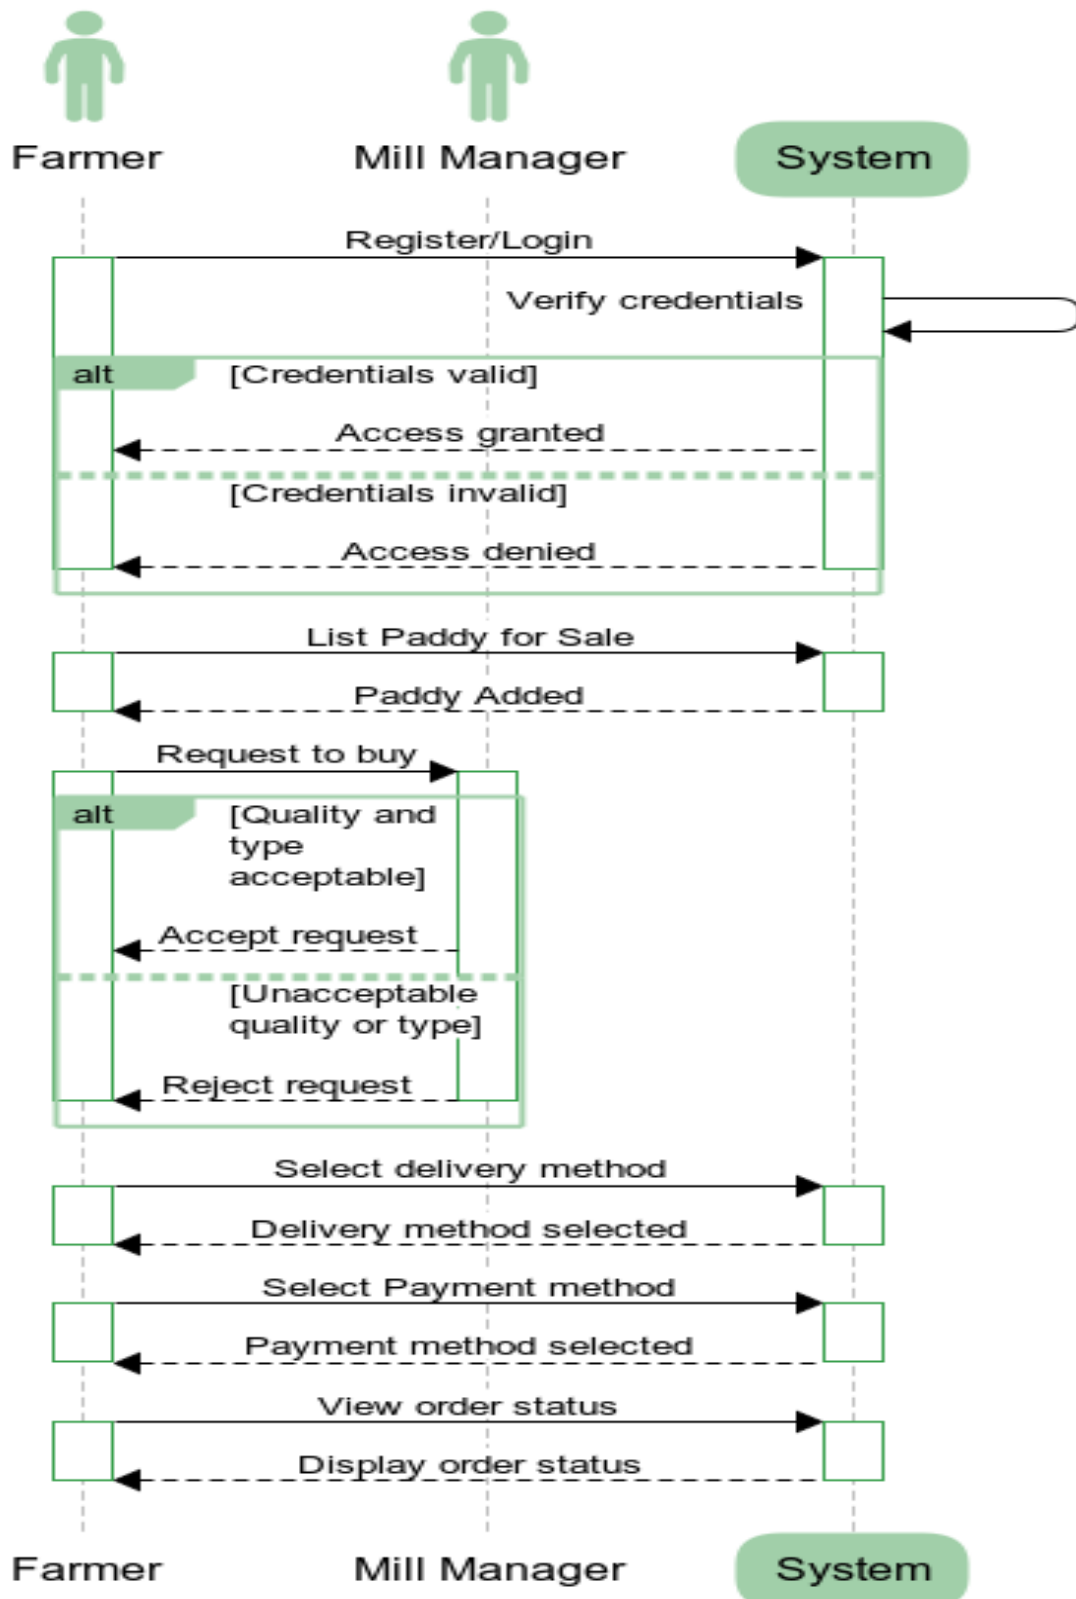 Farmer
Mill Manager
System
Register/Login
Verify credentials
alt
[Credentials valid]
Access granted
[Credentials invalid]
Access denied
List Paddy for Sale
Paddy Added
Request to buy
alt
[Quality and
type
acceptable]
Accept request
[Unacceptable
quality or type]
Reject request
Select delivery method
Delivery method selected
Select Payment method
Payment method selected
View order status
Display order status
Farmer
Mill Manager
System